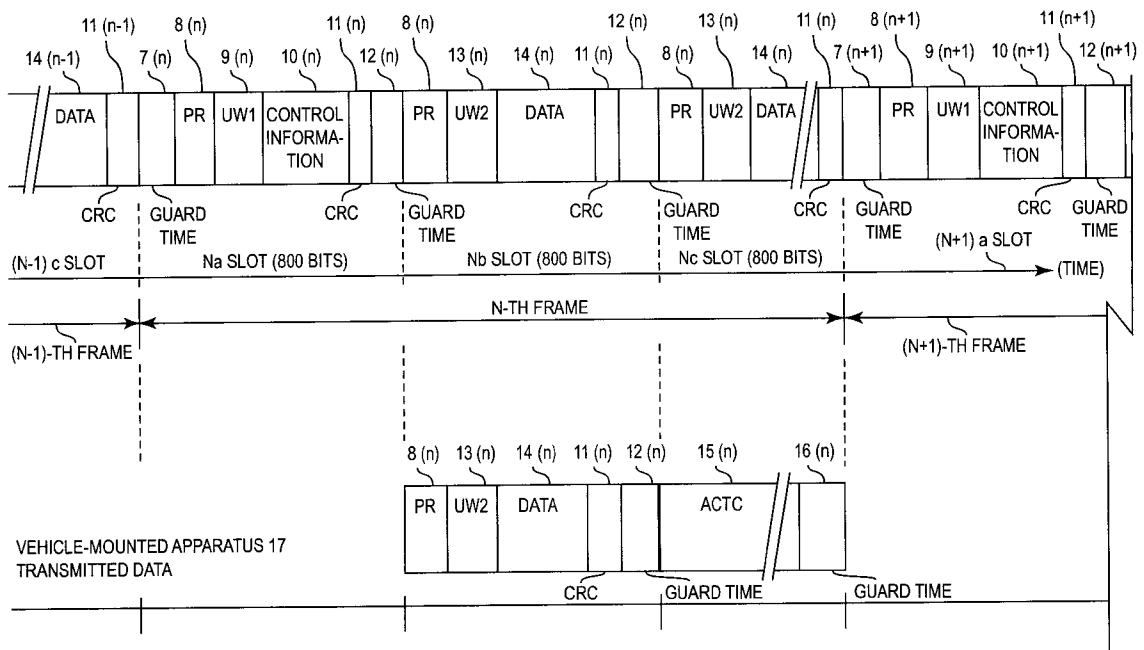 11 (n-1) 8 (n) 11 (n) 8 (n) 12 (n) 13 (n) 11 (n) 8 (n+1) 11 (n+1)
14 (n-1) 7 (n) 9 (n) 10 (n) 12 (n) 13 (n) 14 (n) 11 (n) 8 (n) 14 (n) 7 (n+1) 9 (n+1) 10 (n+1) 12 (n+1)
DATA PR UW1 CONTROL INFORMA- TION PR UW2 DATA PR UW2 DATA PR UW1 CONTROL INFORMA- TION
CRC GUARD TIME CRC GUARD TIME CRC GUARD TIME CRC GUARD TIME CRC GUARD TIME
(N-1) c SLOT Na SLOT (800 BITS) Nb SLOT (800 BITS) Nc SLOT (800 BITS) (N+1) a SLOT
(TIME)
N-TH FRAME
(N-1)-TH FRAME (N+1)-TH FRAME
8 (n) 13 (n) 14 (n) 11 (n) 12 (n) 15 (n) 16 (n)
PR UW2 DATA ACTC
VEHICLE-MOUNTED APPARATUS 17
TRANSMITTED DATA
CRC GUARD TIME GUARD TIME